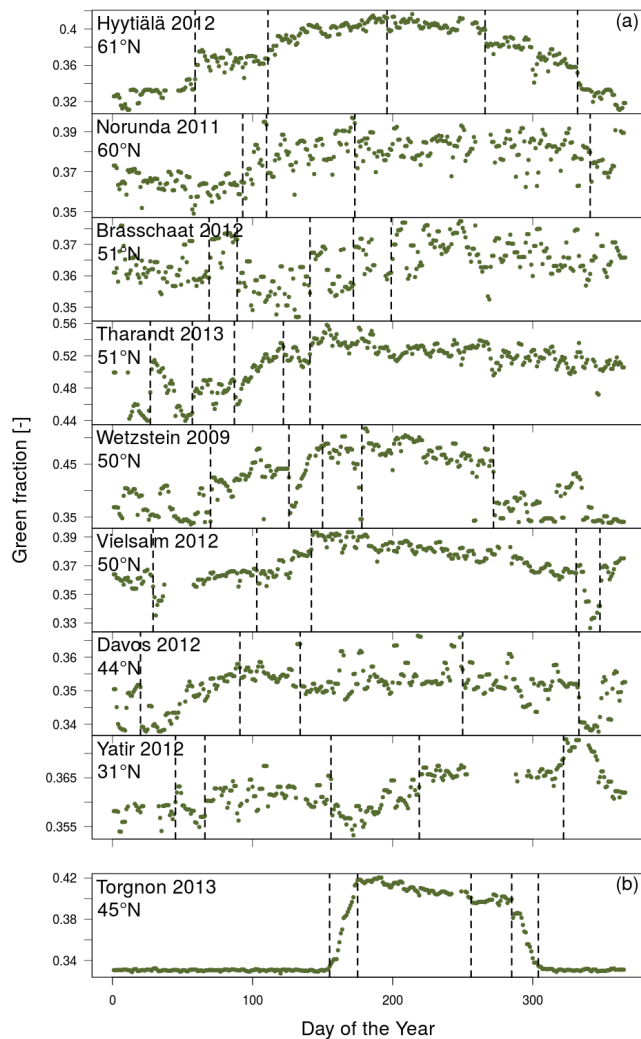 Hyytiälä 2012
(a)
61°N
0.4
0.36
0.32
Norunda 2011
60°N
0.39
0.37
0.35
Brasschaat 2012
51°N
0.37
0.36
0.35
Tharandt 2013
51°N
0.56
0.52
0.48
0.44
Wetzstein 2009
50°N
0.45
0.35
Vielsalm 2012
50°N
0.39
0.37
0.35
0.33
Davos 2012
44°N
0.36
0.35
0.34
Yatir 2012
31°N
0.365
0.355
Torgnon 2013
(b)
45°N
0.42
0.38
0.34
Green fraction [-]
0
100
200
300
Day of the Year